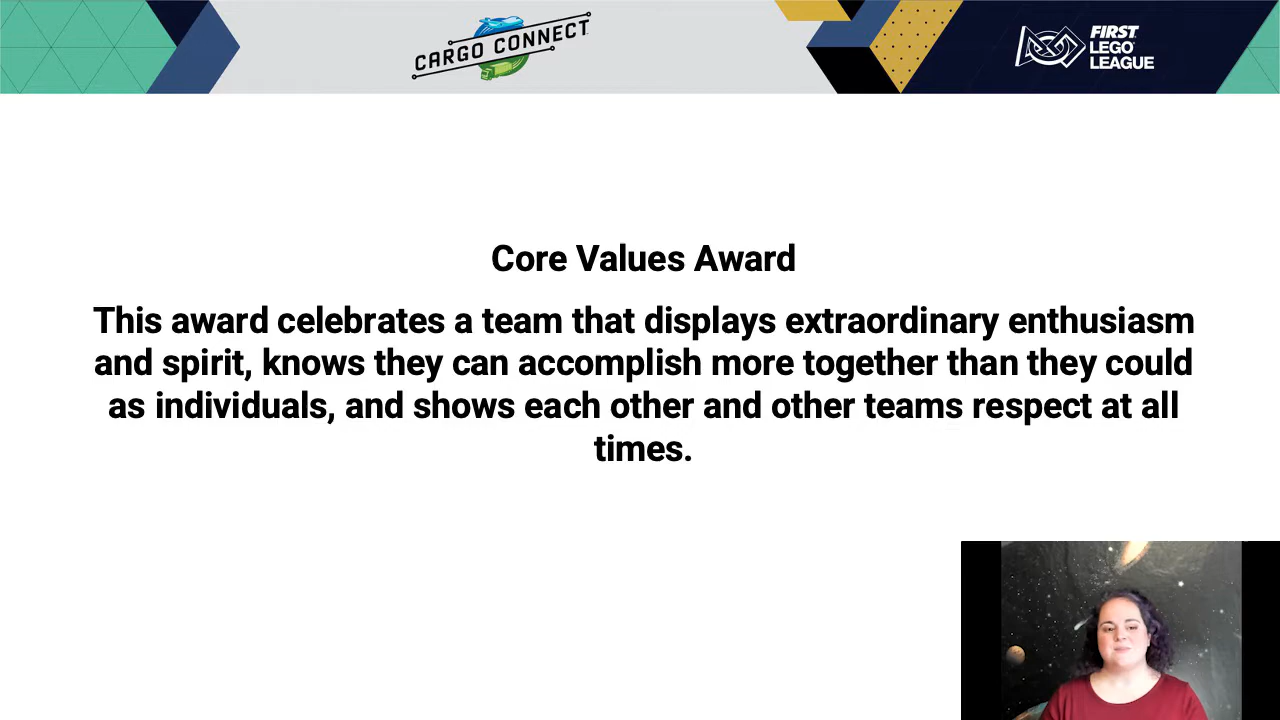 CARGO CONNECT
FIRST
LEGO
LEAGUE
Core Values Award
This award celebrates a team that displays extraordinary enthusiasm
and spirit, knows they can accomplish more together than they could
as individuals, and shows each other and other teams respect at all
times.